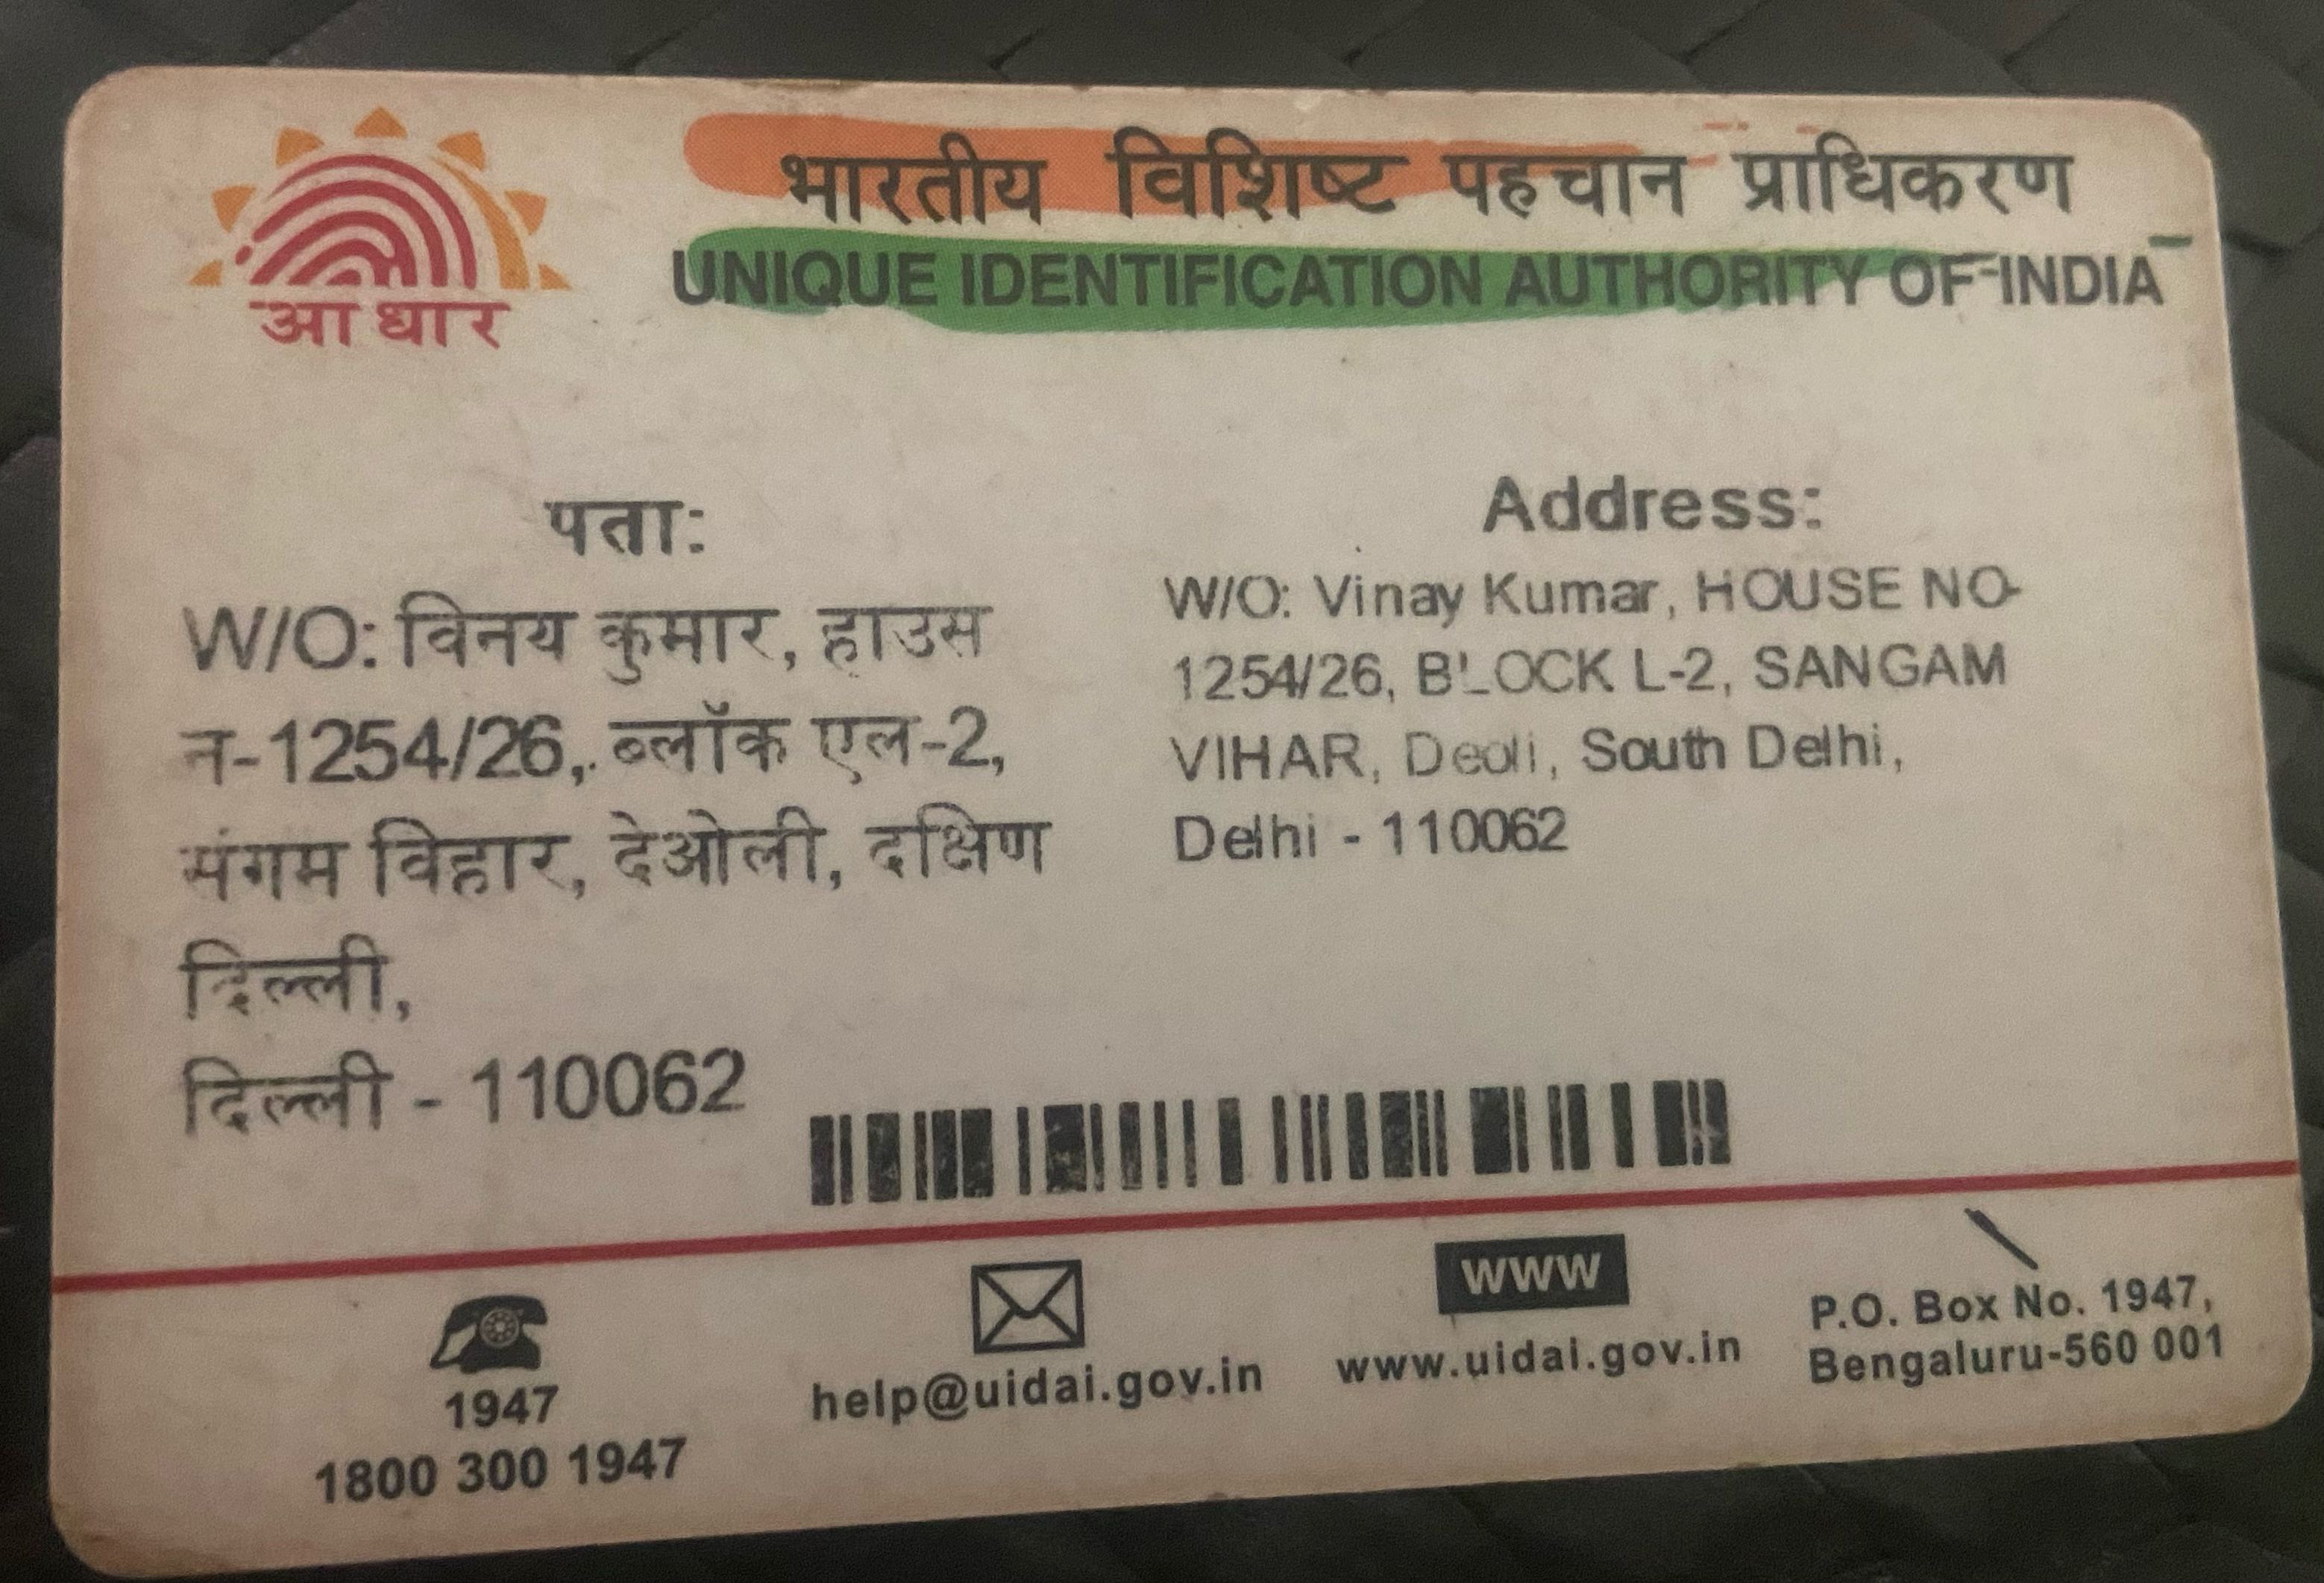 आधार
भारतीय विशिष्ट पहचान प्राधिकरण
UNIQUE IDENTIFICATION AUTHORITY OF INDIA
पता:
W/O: विनय कुमार, हाउस
न-1254/26, ब्लॉक एल-2,
संगम विहार, देओली, दक्षिण
दिल्ली,
दिल्ली - 110062
Address:
W/O: Vinay Kumar, HOUSE NO-
1254/26, BLOCK L-2, SANGAM
VIHAR, Deoli, South Delhi,
Delhi - 110062
1947
1800 300 1947
help@uidai.gov.in
www
www.uidai.gov.in
P.O. Box No. 1947,
Bengaluru-560 001